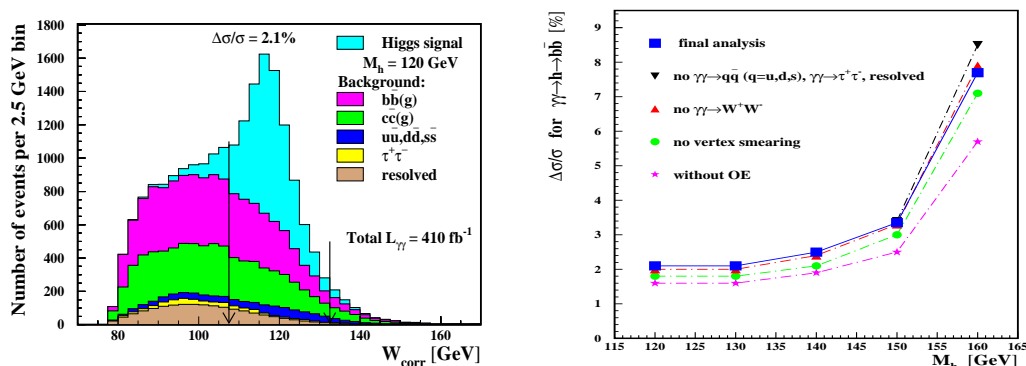 Number of events per 2.5 GeV bin
1800
1600
1400
1200
1000
800
600
400
200
0
Δσ/σ = 2.1%
Higgs signal
M_h = 120 GeV
Background:
bb̄(g)
cc̄(g)
uū,dd̄,ss̄
τ⁺τ⁻
resolved
Total L_γγ = 410 fb⁻¹
80 100 120 140 160
W_corr [GeV]
Δσ/σ for γγ→h→bb̄ [%]
9
8
7
6
5
4
3
2
1
0
final analysis
no γγ→qq̄ (q=u,d,s), γγ→τ⁺τ⁻, resolved
no γγ→W⁺W⁻
no vertex smearing
without OE
115 120 125 130 135 140 145 150 155 160 165
M_h [GeV]